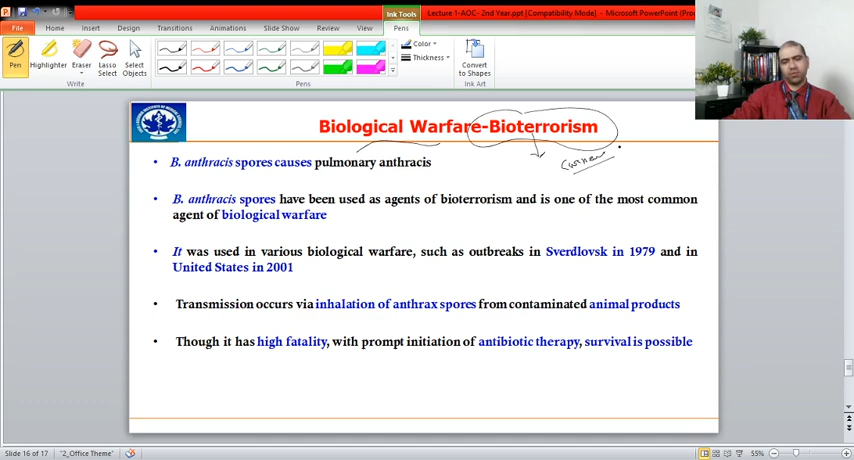 Ink Tools
Lecture 1-AOC- 2nd Year.ppt [Compatibility Mode] - Microsoft PowerPoint (Pro
File Home Insert Design Transitions Animations Slide Show Review View Pens
Pen Highlighter Eraser Lasso Select Select Objects
Color
Thickness
Convert to Shapes
Write Pens Ink Art
Biological Warfare-Bioterrorism
• B. anthracis spores causes pulmonary anthracis
• B. anthracis spores have been used as agents of bioterrorism and is one of the most common
agent of biological warfare
• It was used in various biological warfare, such as outbreaks in Sverdlovsk in 1979 and in
United States in 2001
• Transmission occurs via inhalation of anthrax spores from contaminated animal products
• Though it has high fatality, with prompt initiation of antibiotic therapy, survival is possible
Slide 16 of 17 "2_Office Theme" 55%